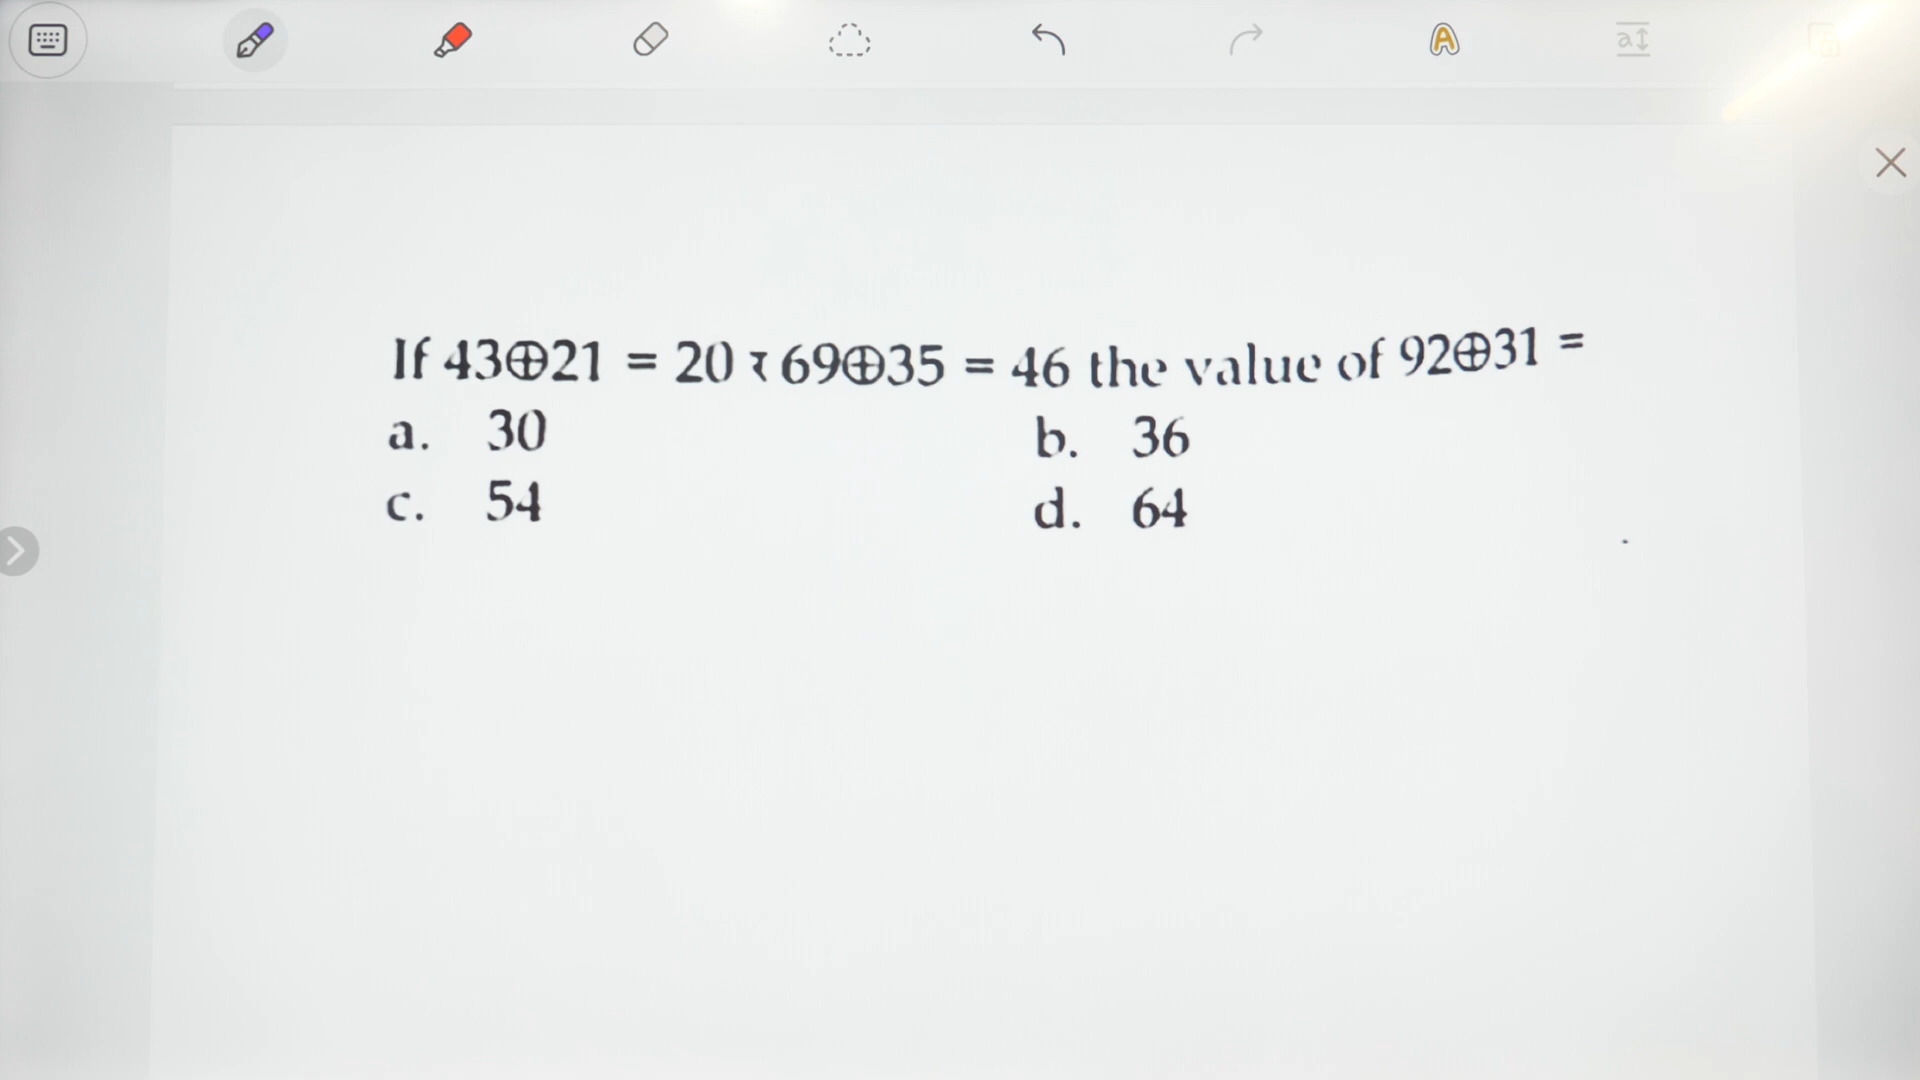 If 43⊕21 = 20 र 69⊕35 = 46 the value of 92⊕31 =
a. 30 b. 36
c. 54 d. 64